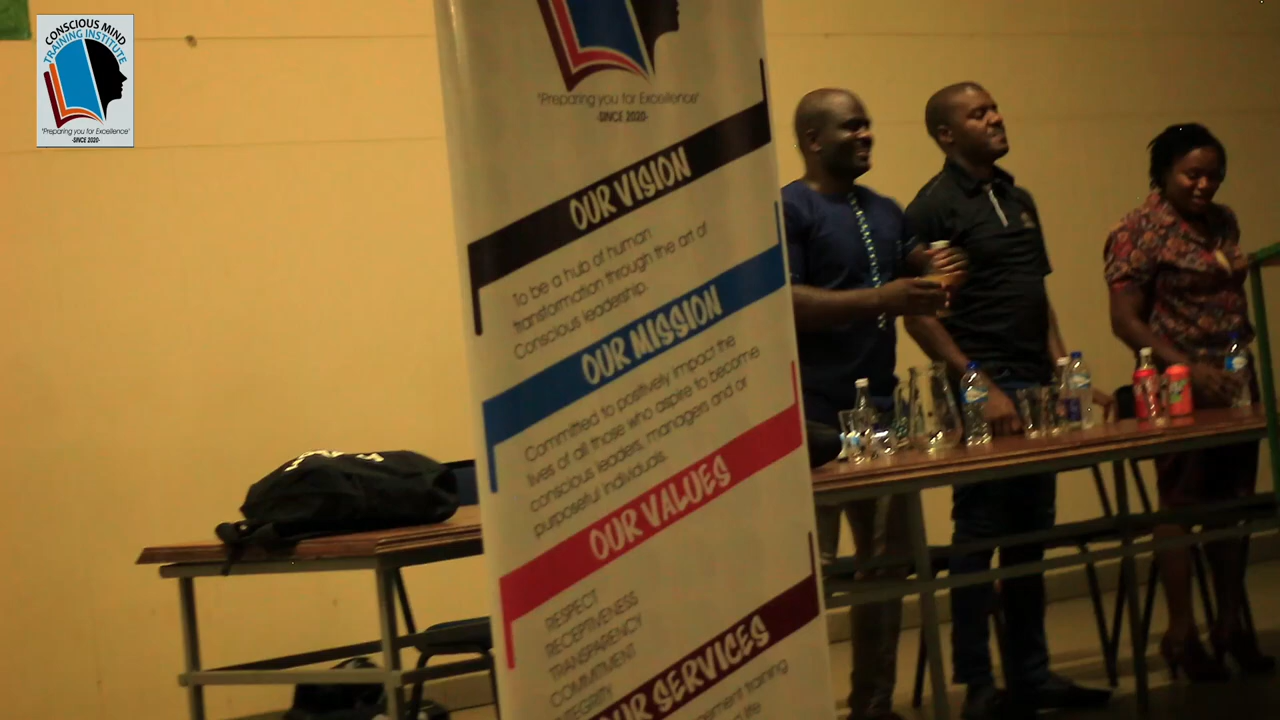 CONSCIOUS MIND
TRAINING INSTITUTE
"Preparing you for Excellence"
-SINCE 2020-
"Preparing you for Excellence"
-SINCE 2020-
OUR VISION
To be a hub of human
transformation through the art of
Conscious leadership.
OUR MISSION
Committed to positively impact the
lives of all those who aspire to become
conscious leaders, managers and or
purposeful individuals.
OUR VALUES
RESPECT
RECEPTIVENESS
TRANSPARENCY
COMMITMENT
INTEGRITY
OUR SERVICES
training
life